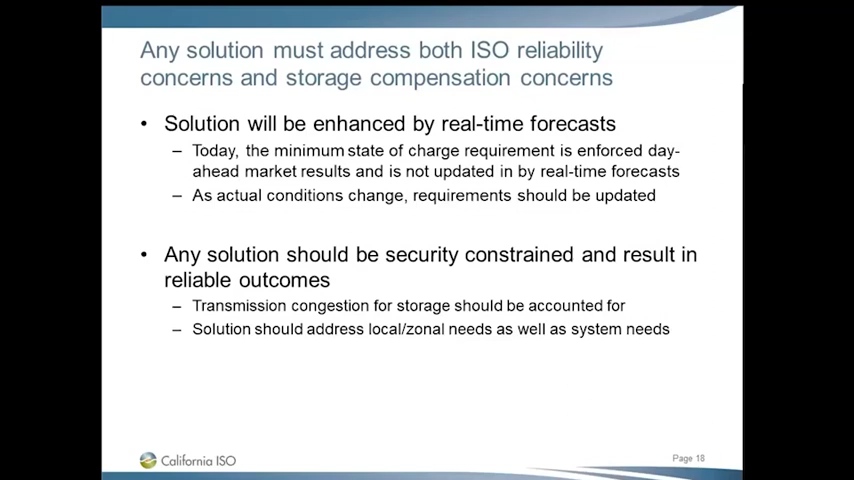 Any solution must address both ISO reliability
concerns and storage compensation concerns
• Solution will be enhanced by real-time forecasts
– Today, the minimum state of charge requirement is enforced day-
ahead market results and is not updated in by real-time forecasts
– As actual conditions change, requirements should be updated
• Any solution should be security constrained and result in
reliable outcomes
– Transmission congestion for storage should be accounted for
– Solution should address local/zonal needs as well as system needs
California ISO
Page 18